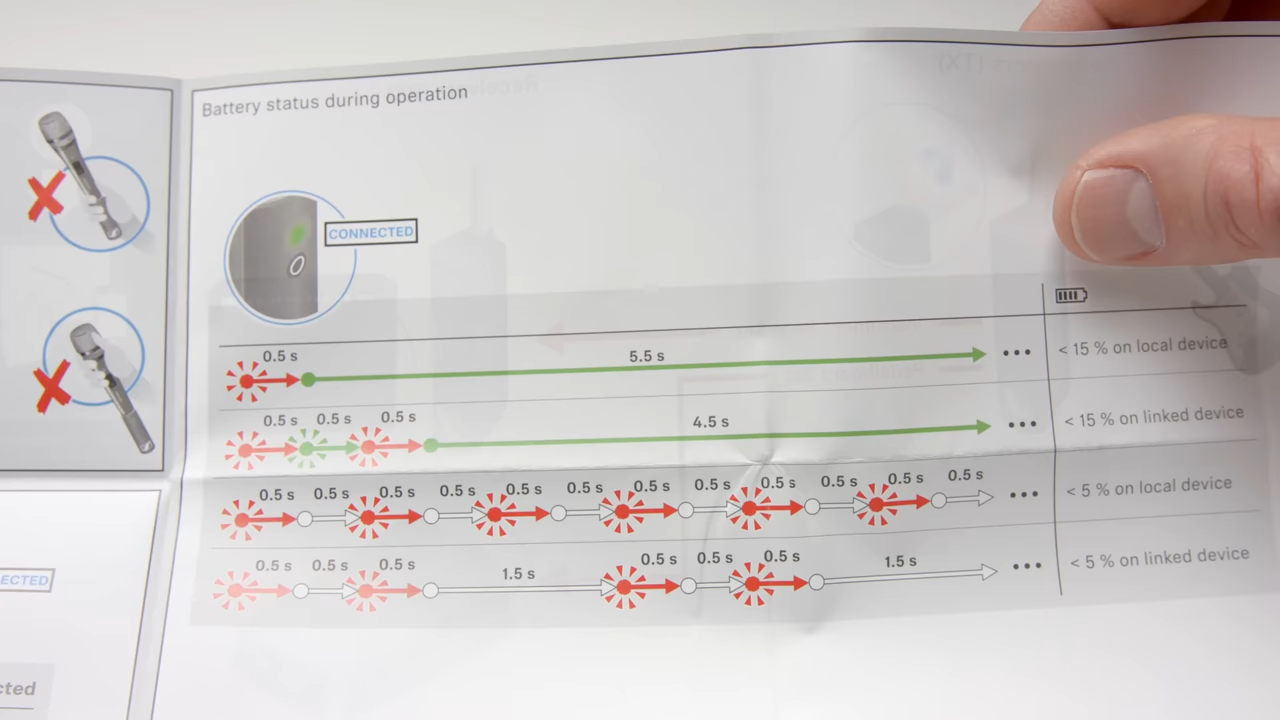 Battery status during operation
CONNECTED
0.5 s 5.5 s ••• < 15 % on local device
0.5 s 0.5 s 0.5 s 4.5 s ••• < 15 % on linked device
0.5 s 0.5 s 0.5 s 0.5 s 0.5 s 0.5 s 0.5 s 0.5 s 0.5 s 0.5 s 0.5 s 0.5 s ••• < 5 % on local device
0.5 s 0.5 s 0.5 s 1.5 s 0.5 s 0.5 s 0.5 s 1.5 s ••• < 5 % on linked device
ECTED
cted